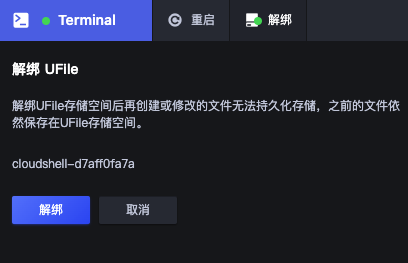 Terminal
重启
解绑
解绑 UFile
解绑UFile存储空间后再创建或修改的文件无法持久化存储，之前的文件依
然保存在UFile存储空间。
cloudshell-d7aff0fa7a
解绑
取消